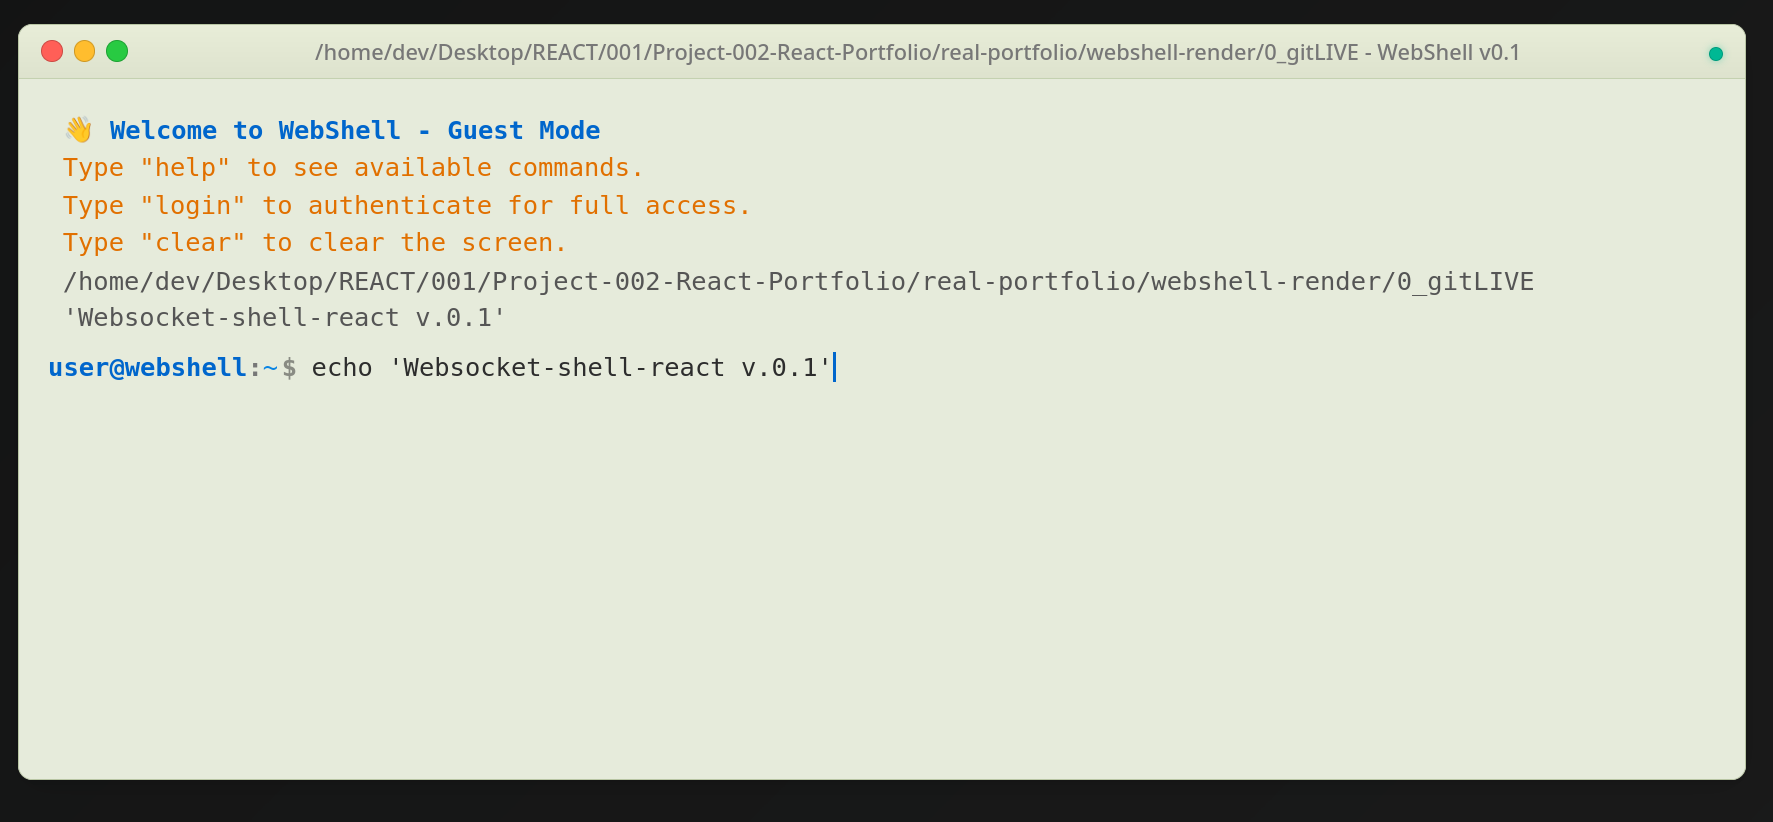 /home/dev/Desktop/REACT/001/Project-002-React-Portfolio/real-portfolio/webshell-render/0_gitLIVE - WebShell v0.1
👋 Welcome to WebShell - Guest Mode
Type "help" to see available commands.
Type "login" to authenticate for full access.
Type "clear" to clear the screen.
/home/dev/Desktop/REACT/001/Project-002-React-Portfolio/real-portfolio/webshell-render/0_gitLIVE
'Websocket-shell-react v.0.1'
user@webshell:~$ echo 'Websocket-shell-react v.0.1'